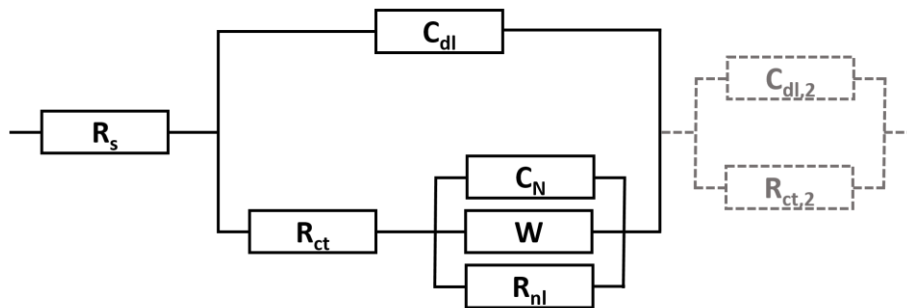 C_dl
C_dl,2
R_s
C_N
R_ct
W
R_nl
R_ct,2